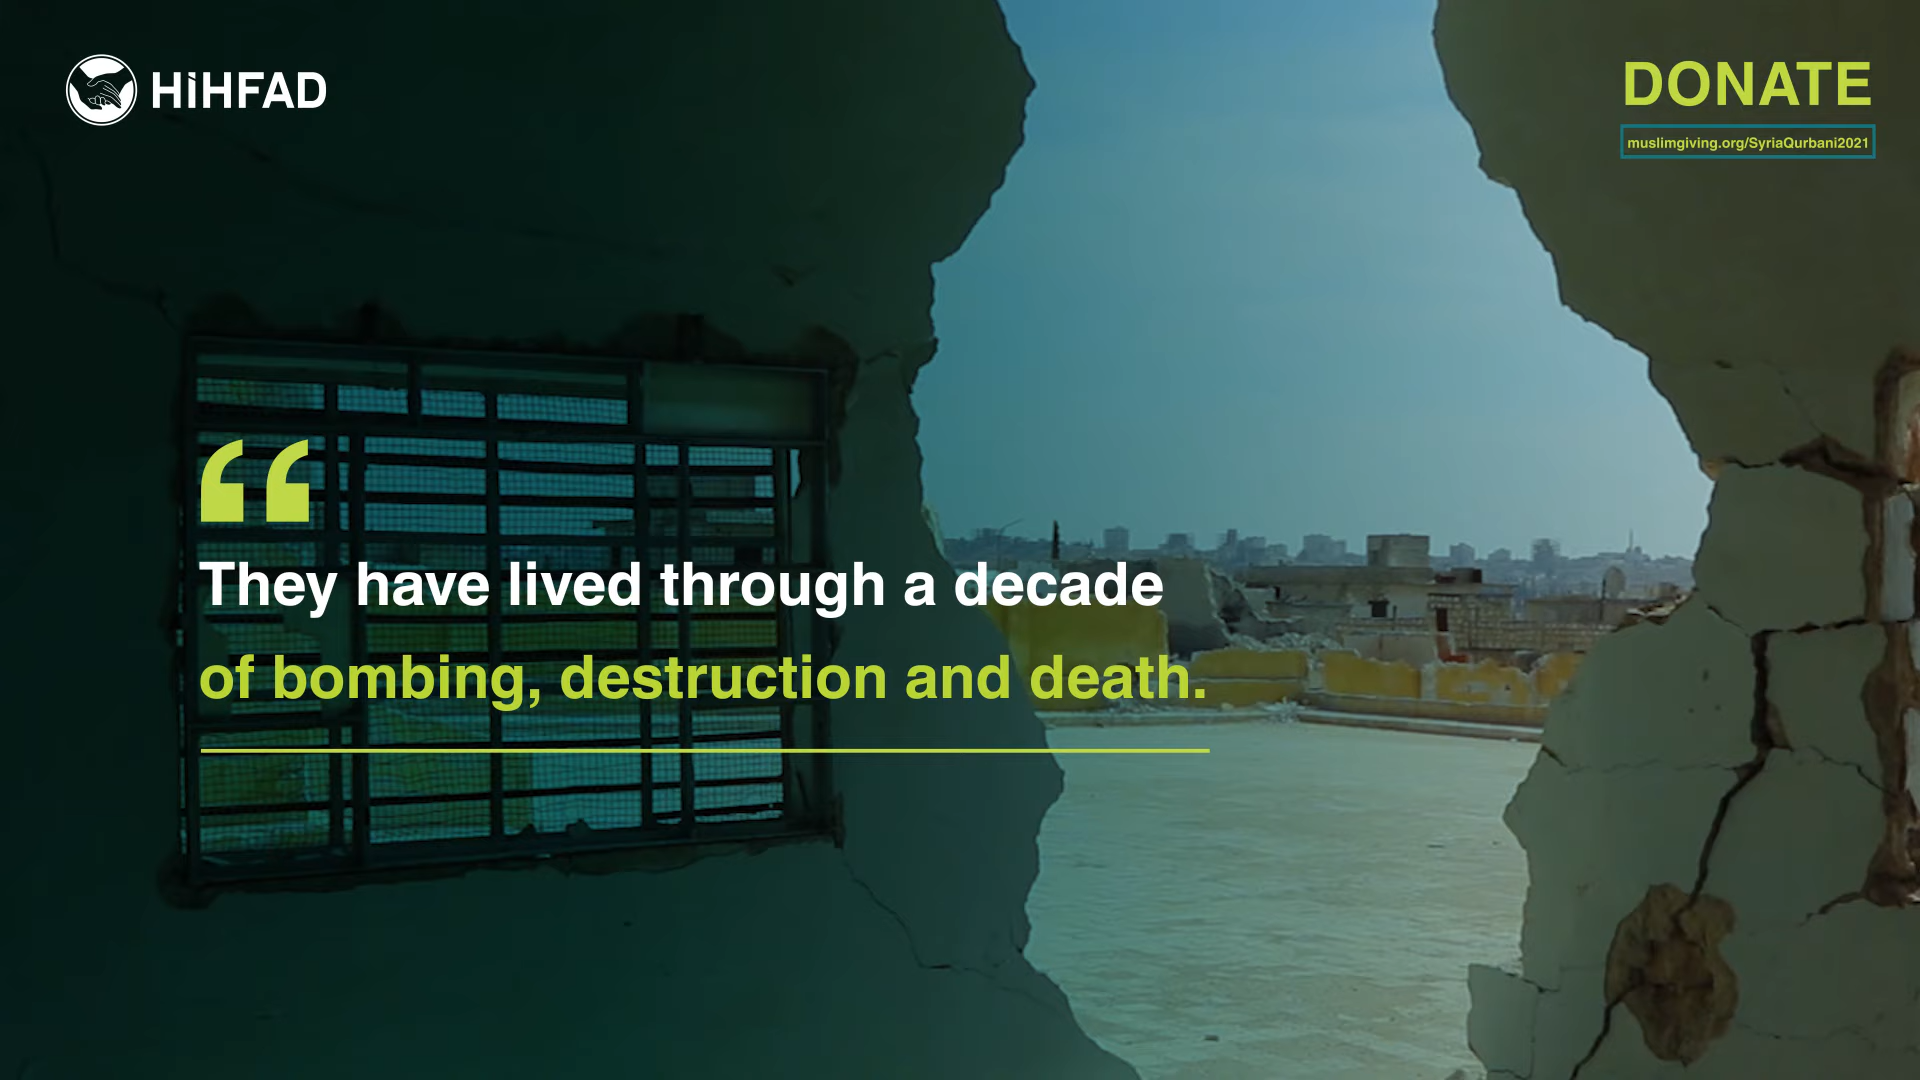 HiHFAD
DONATE
muslimgiving.org/SyriaQurbani2021
“
They have lived through a decade
of bombing, destruction and death.